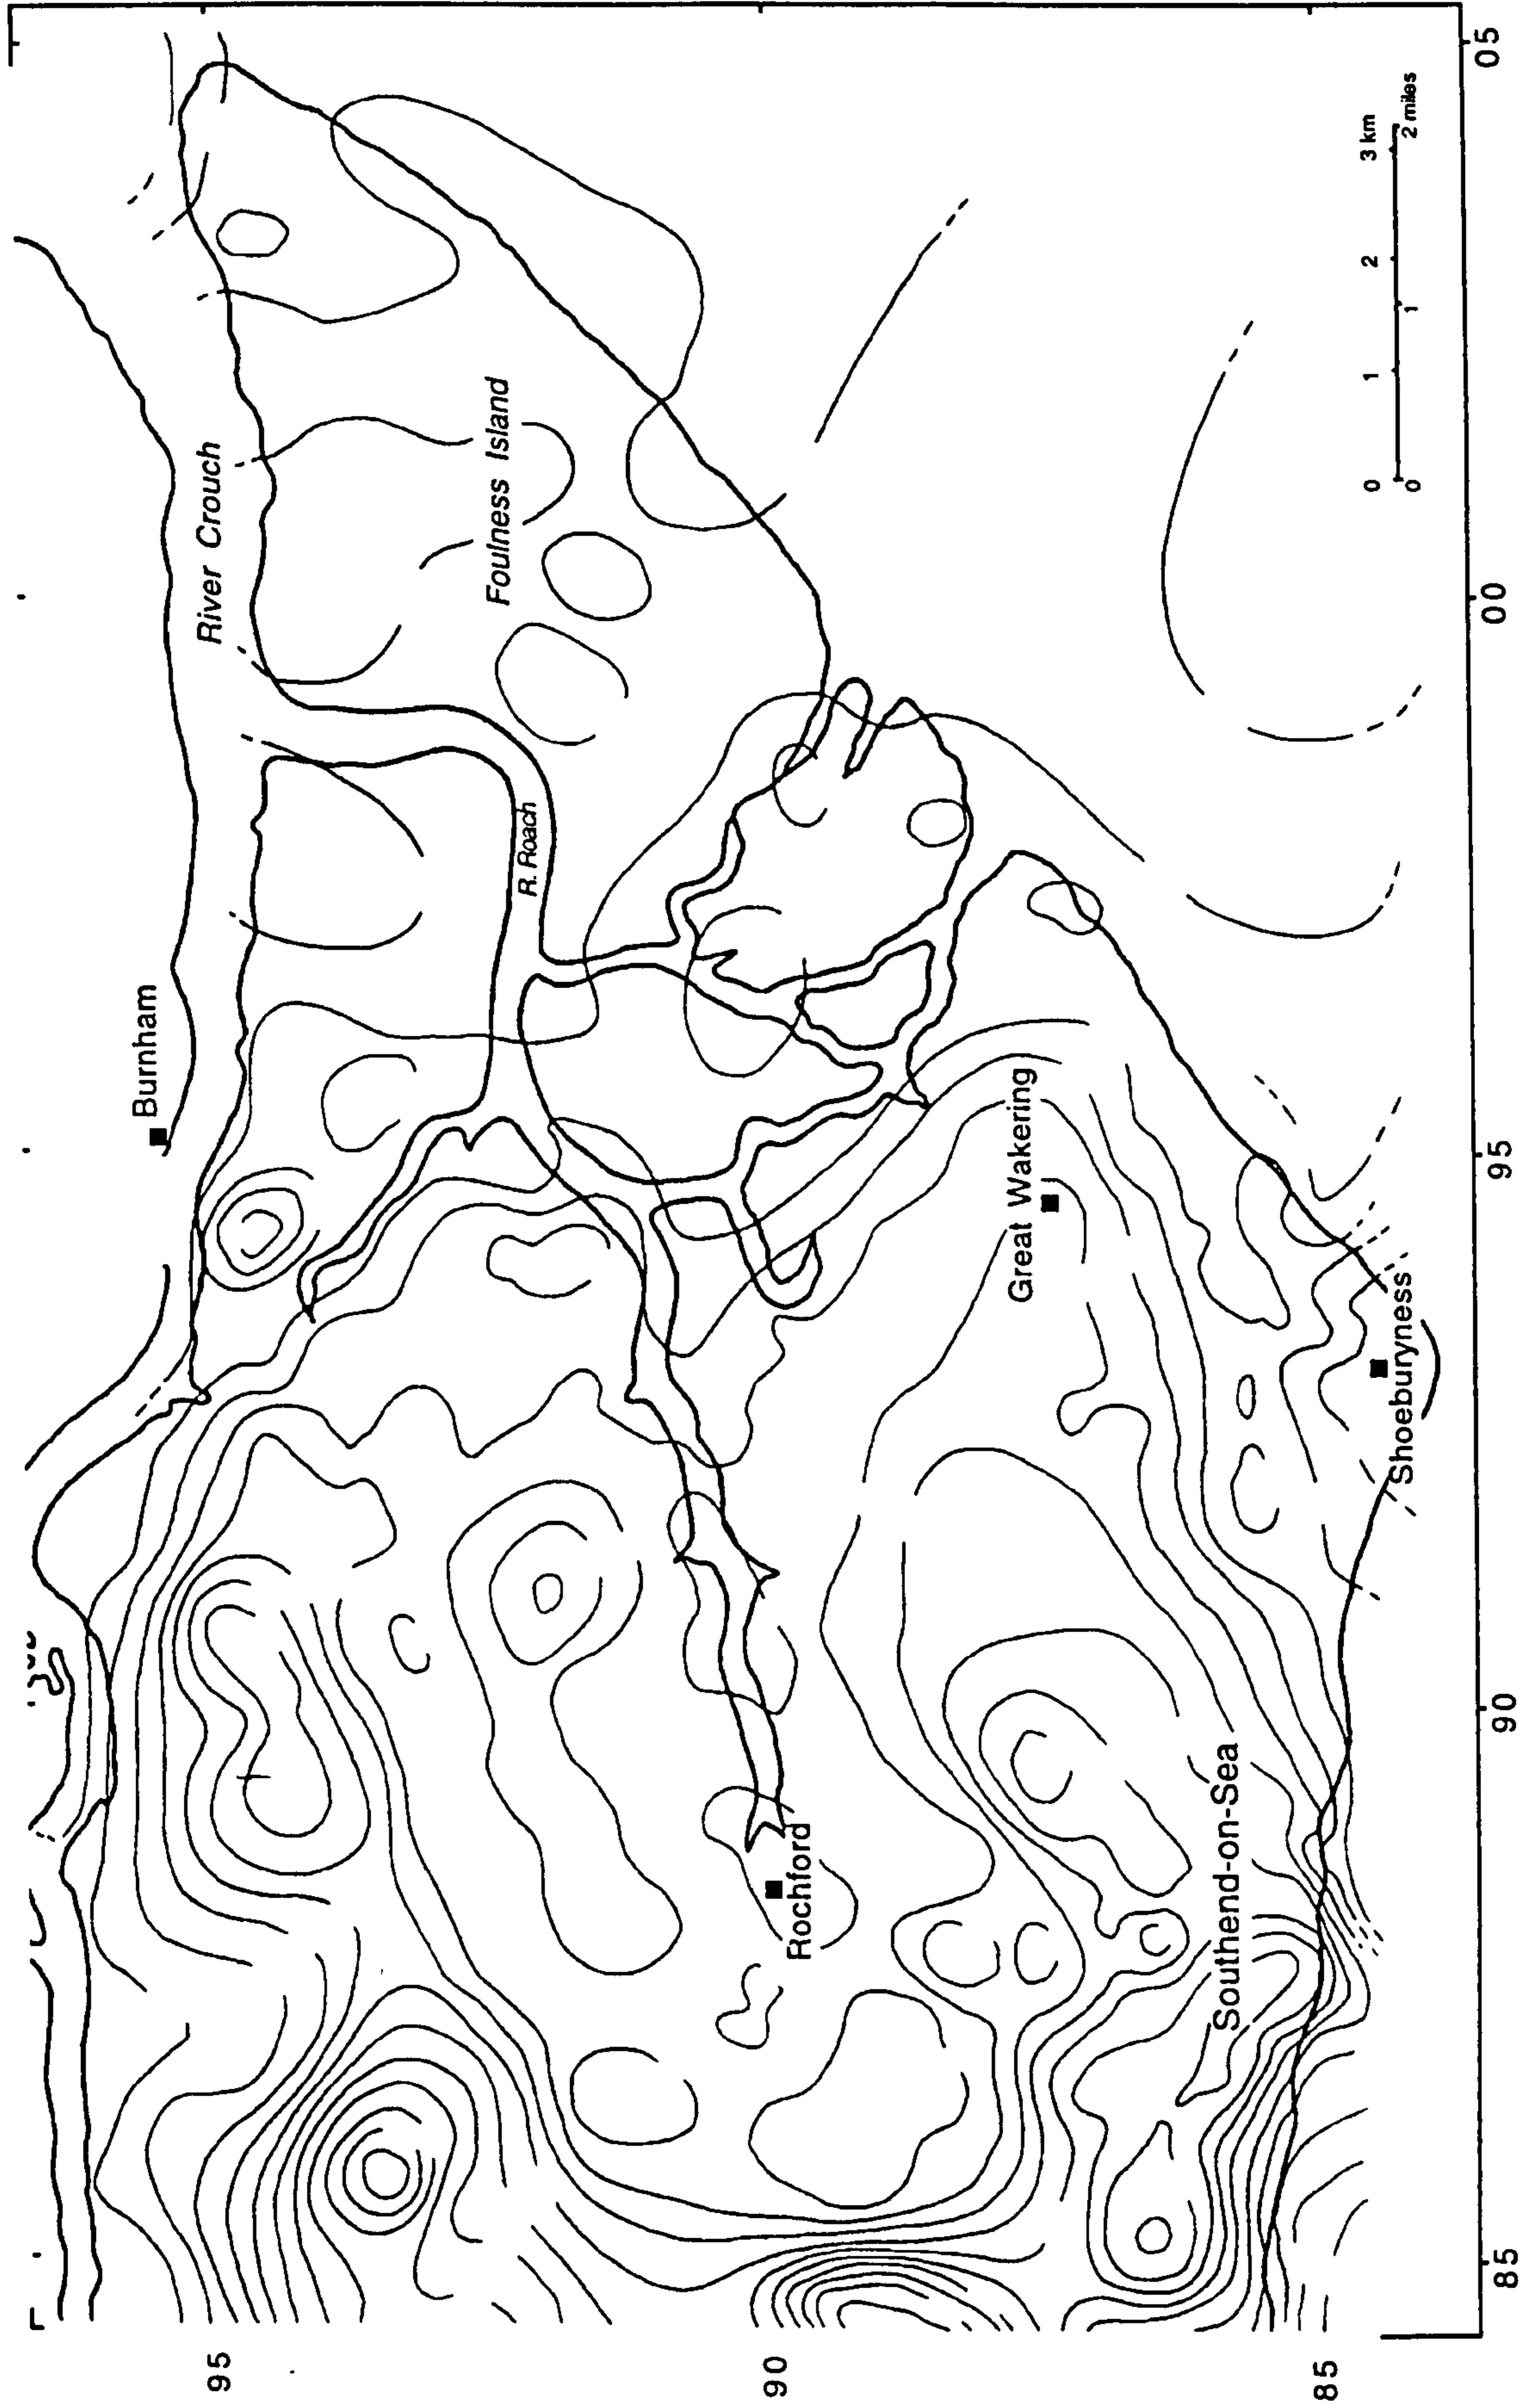 Burnham
River Crouch
Foulness Island
R. Roach
Great Wakering
Rochford
Southend-on-Sea
Shoeburyness
0 1 2 3 km
0 1 2 miles
95
90
85
85
90
95
00
05